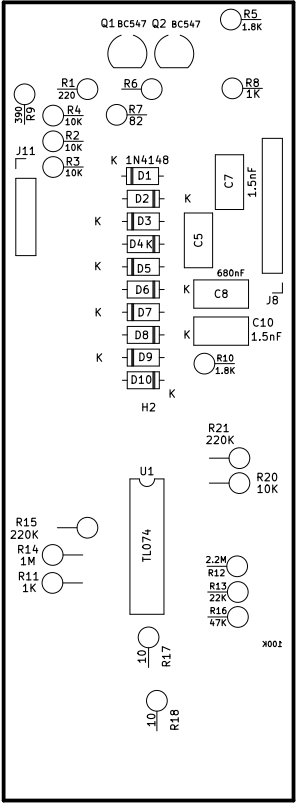 R5
1.8K
Q1 BC547 Q2 BC547
R1
220
R6
R8
1K
390
R9
R4
10K
R7
82
R2
10K
J11
R3
10K
K 1N4148
D1
C7
1.5nF
D2
K
K D3
C5
D4 K
K D5
680nF
D6
K C8
J8
K D7
K C10
1.5nF
D8
K D9
R10
1.8K
D10
K
H2
R21
220K
U1
R20
10K
TL074
R15
220K
R14
1M
2.2M
R12
R11
1K
R13
22K
R16
47K
100K
10
R17
10
R18